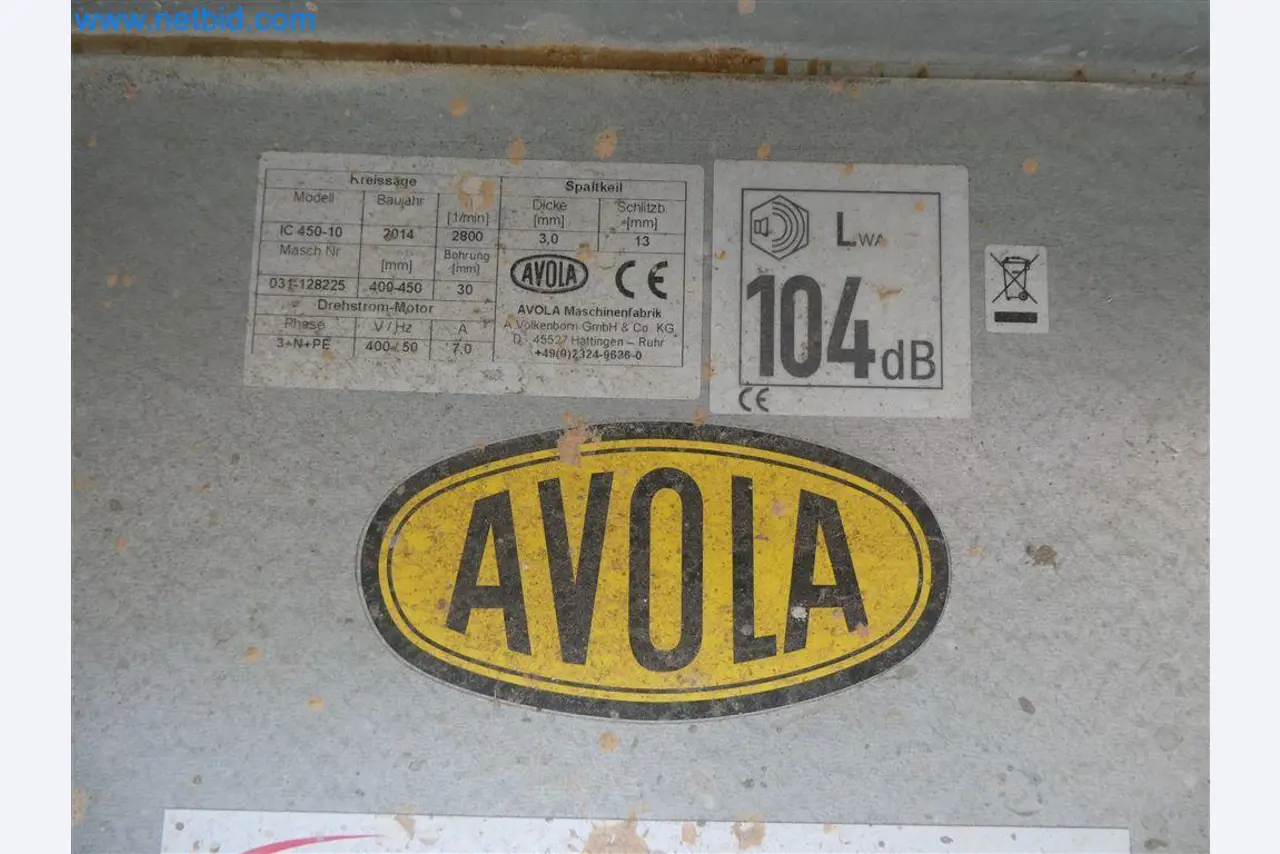 www.netbid.com
Kreissäge
Spaltkeil
Modell Baujahr n [1/min] Dicke [mm] Schlitzb. [mm]
IC 450-10 2014 2800 3,0 13
Masch.Nr. [mm] Bohrung [mm]
031-128225 400-450 30
AVOLA CE
Drehstrom-Motor
AVOLA Maschinenfabrik
Phase V / Hz A
A.Volkenborn GmbH & Co. KG
3+N+PE 400 / 50 7,0
D - 45527 Hattingen – Ruhr
+49(0)2324-9636-0
LWA
104 dB
CE
AVOLA